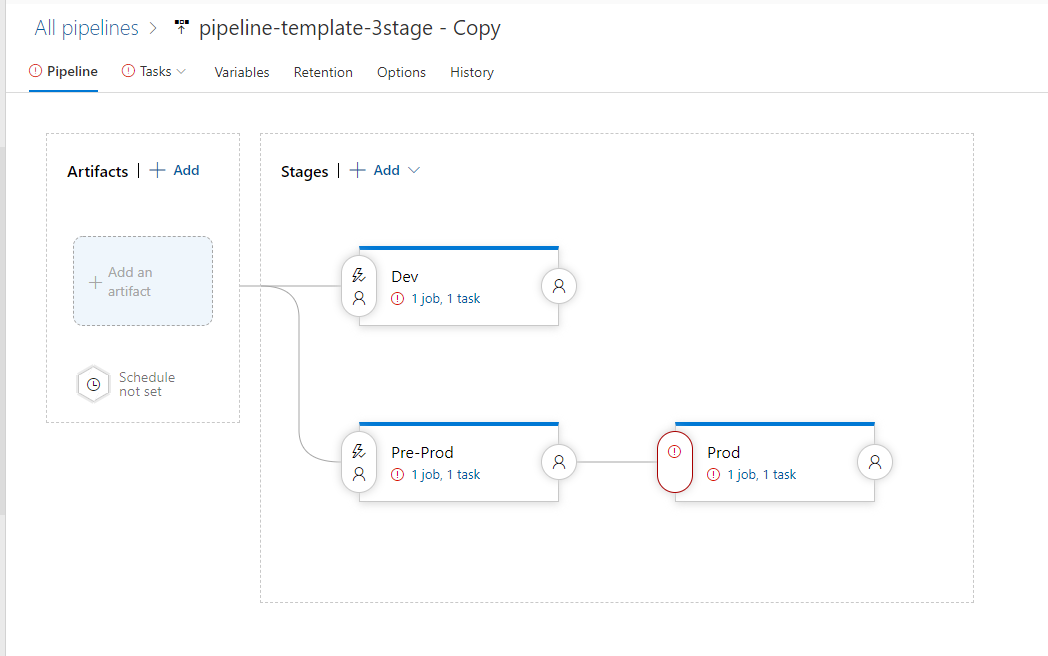 All pipelines > pipeline-template-3stage - Copy
Pipeline Tasks Variables Retention Options History
Artifacts | + Add
Stages | + Add
+ Add an
artifact
Schedule
not set
Dev
1 job, 1 task
Pre-Prod
1 job, 1 task
Prod
1 job, 1 task